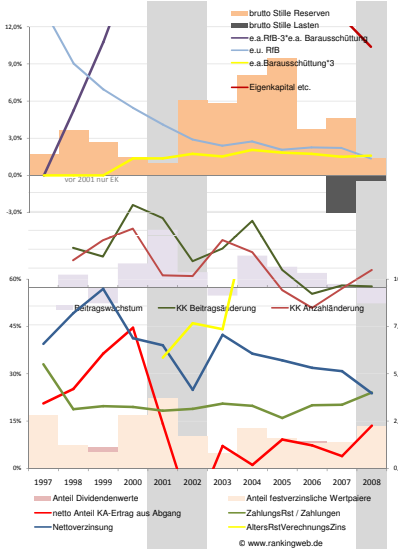 brutto Stille Reserven
brutto Stille Lasten
e.a.RfB-3*e.a. Barausschüttung
e.u. RfB
e.a.Barausschüttung*3
Eigenkapital etc.
12,0%
9,0%
6,0%
3,0%
0,0%
-3,0%
vor 2001 nur EK
Beitragswachstum KK Beitragsänderung KK Anzahländerung
60%
45%
30%
15%
0%
1997 1998 1999 2000 2001 2002 2003 2004 2005 2006 2007 2008
Anteil Dividendenwerte Anteil festverzinsliche Wertpaiere
netto Anteil KA-Ertrag aus Abgang ZahlungsRst / Zahlungen
Nettoverzinsung AltersRstVerrechnungsZins
© www.rankingweb.de